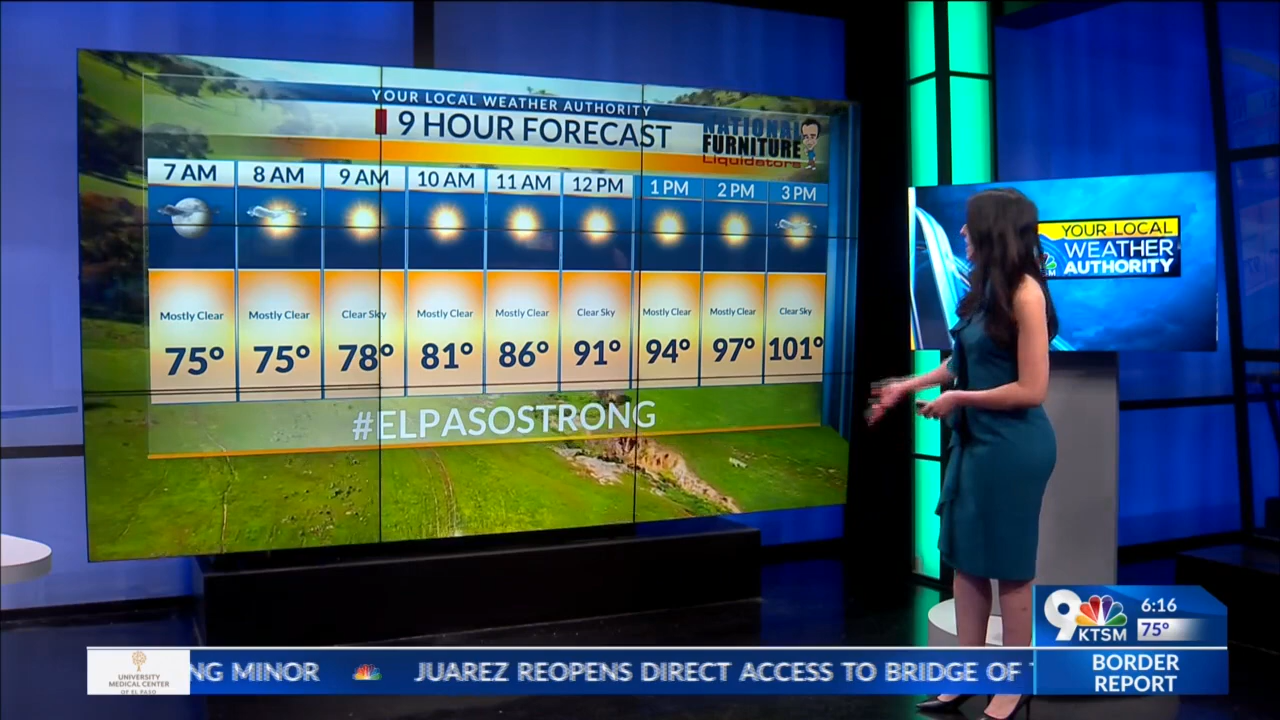 YOUR LOCAL WEATHER AUTHORITY
9 HOUR FORECAST
NATIONAL
FURNITURE
Liquidators
7 AM 8 AM 9 AM 10 AM 11 AM 12 PM 1 PM 2 PM 3 PM
Mostly Clear Mostly Clear Clear Sky Mostly Clear Mostly Clear Clear Sky Mostly Clear Mostly Clear Clear Sky
75° 75° 78° 81° 86° 91° 94° 97° 101°
#ELPASOSTRONG
YOUR LOCAL
WEATHER
AUTHORITY
9 KTSM
6:16
75°
BORDER
REPORT
UNIVERSITY
MEDICAL CENTER
OF EL PASO
NG MINOR JUAREZ REOPENS DIRECT ACCESS TO BRIDGE OF